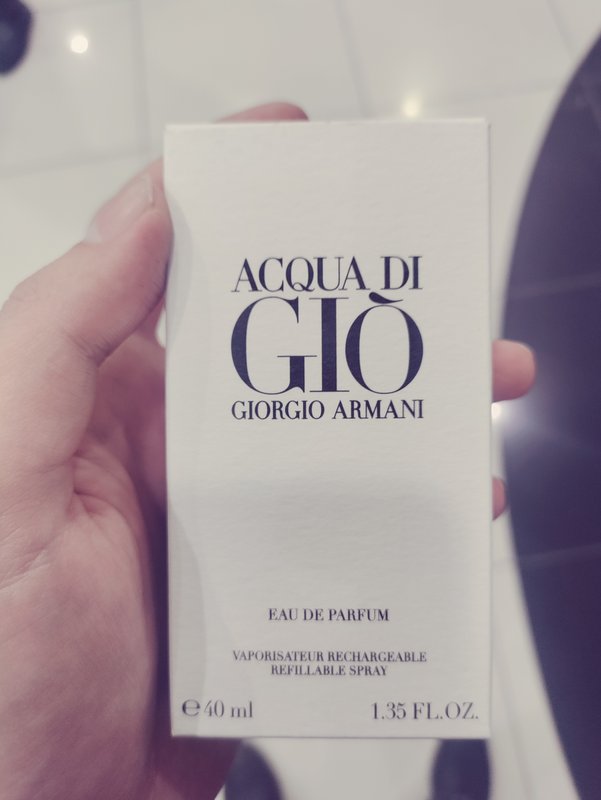 ACQUA DI
GIÒ
GIORGIO ARMANI
EAU DE PARFUM
VAPORISATEUR RECHARGEABLE
REFILLABLE SPRAY
℮ 40 ml 1.35 FL.OZ.